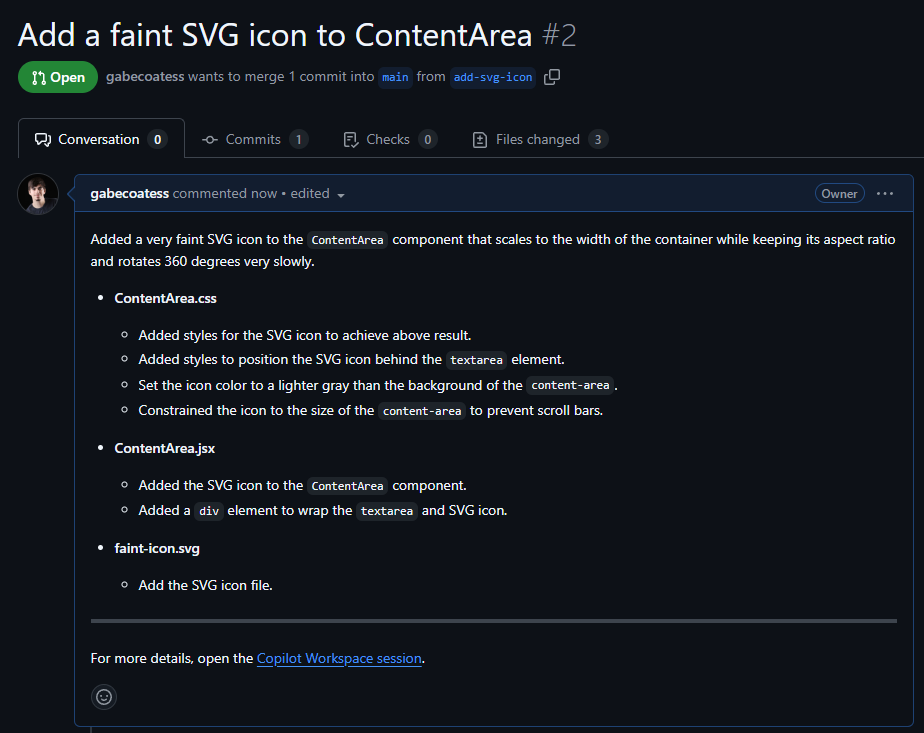 Add a faint SVG icon to ContentArea #2
Open gabecoatess wants to merge 1 commit into main from add-svg-icon
Conversation 0 Commits 1 Checks 0 Files changed 3
gabecoatess commented now • edited Owner
Added a very faint SVG icon to the ContentArea component that scales to the width of the container while keeping its aspect ratio
and rotates 360 degrees very slowly.
• ContentArea.css
Added styles for the SVG icon to achieve above result.
Added styles to position the SVG icon behind the textarea element.
Set the icon color to a lighter gray than the background of the content-area.
Constrained the icon to the size of the content-area to prevent scroll bars.
• ContentArea.jsx
Added the SVG icon to the ContentArea component.
Added a div element to wrap the textarea and SVG icon.
• faint-icon.svg
Add the SVG icon file.
For more details, open the Copilot Workspace session.